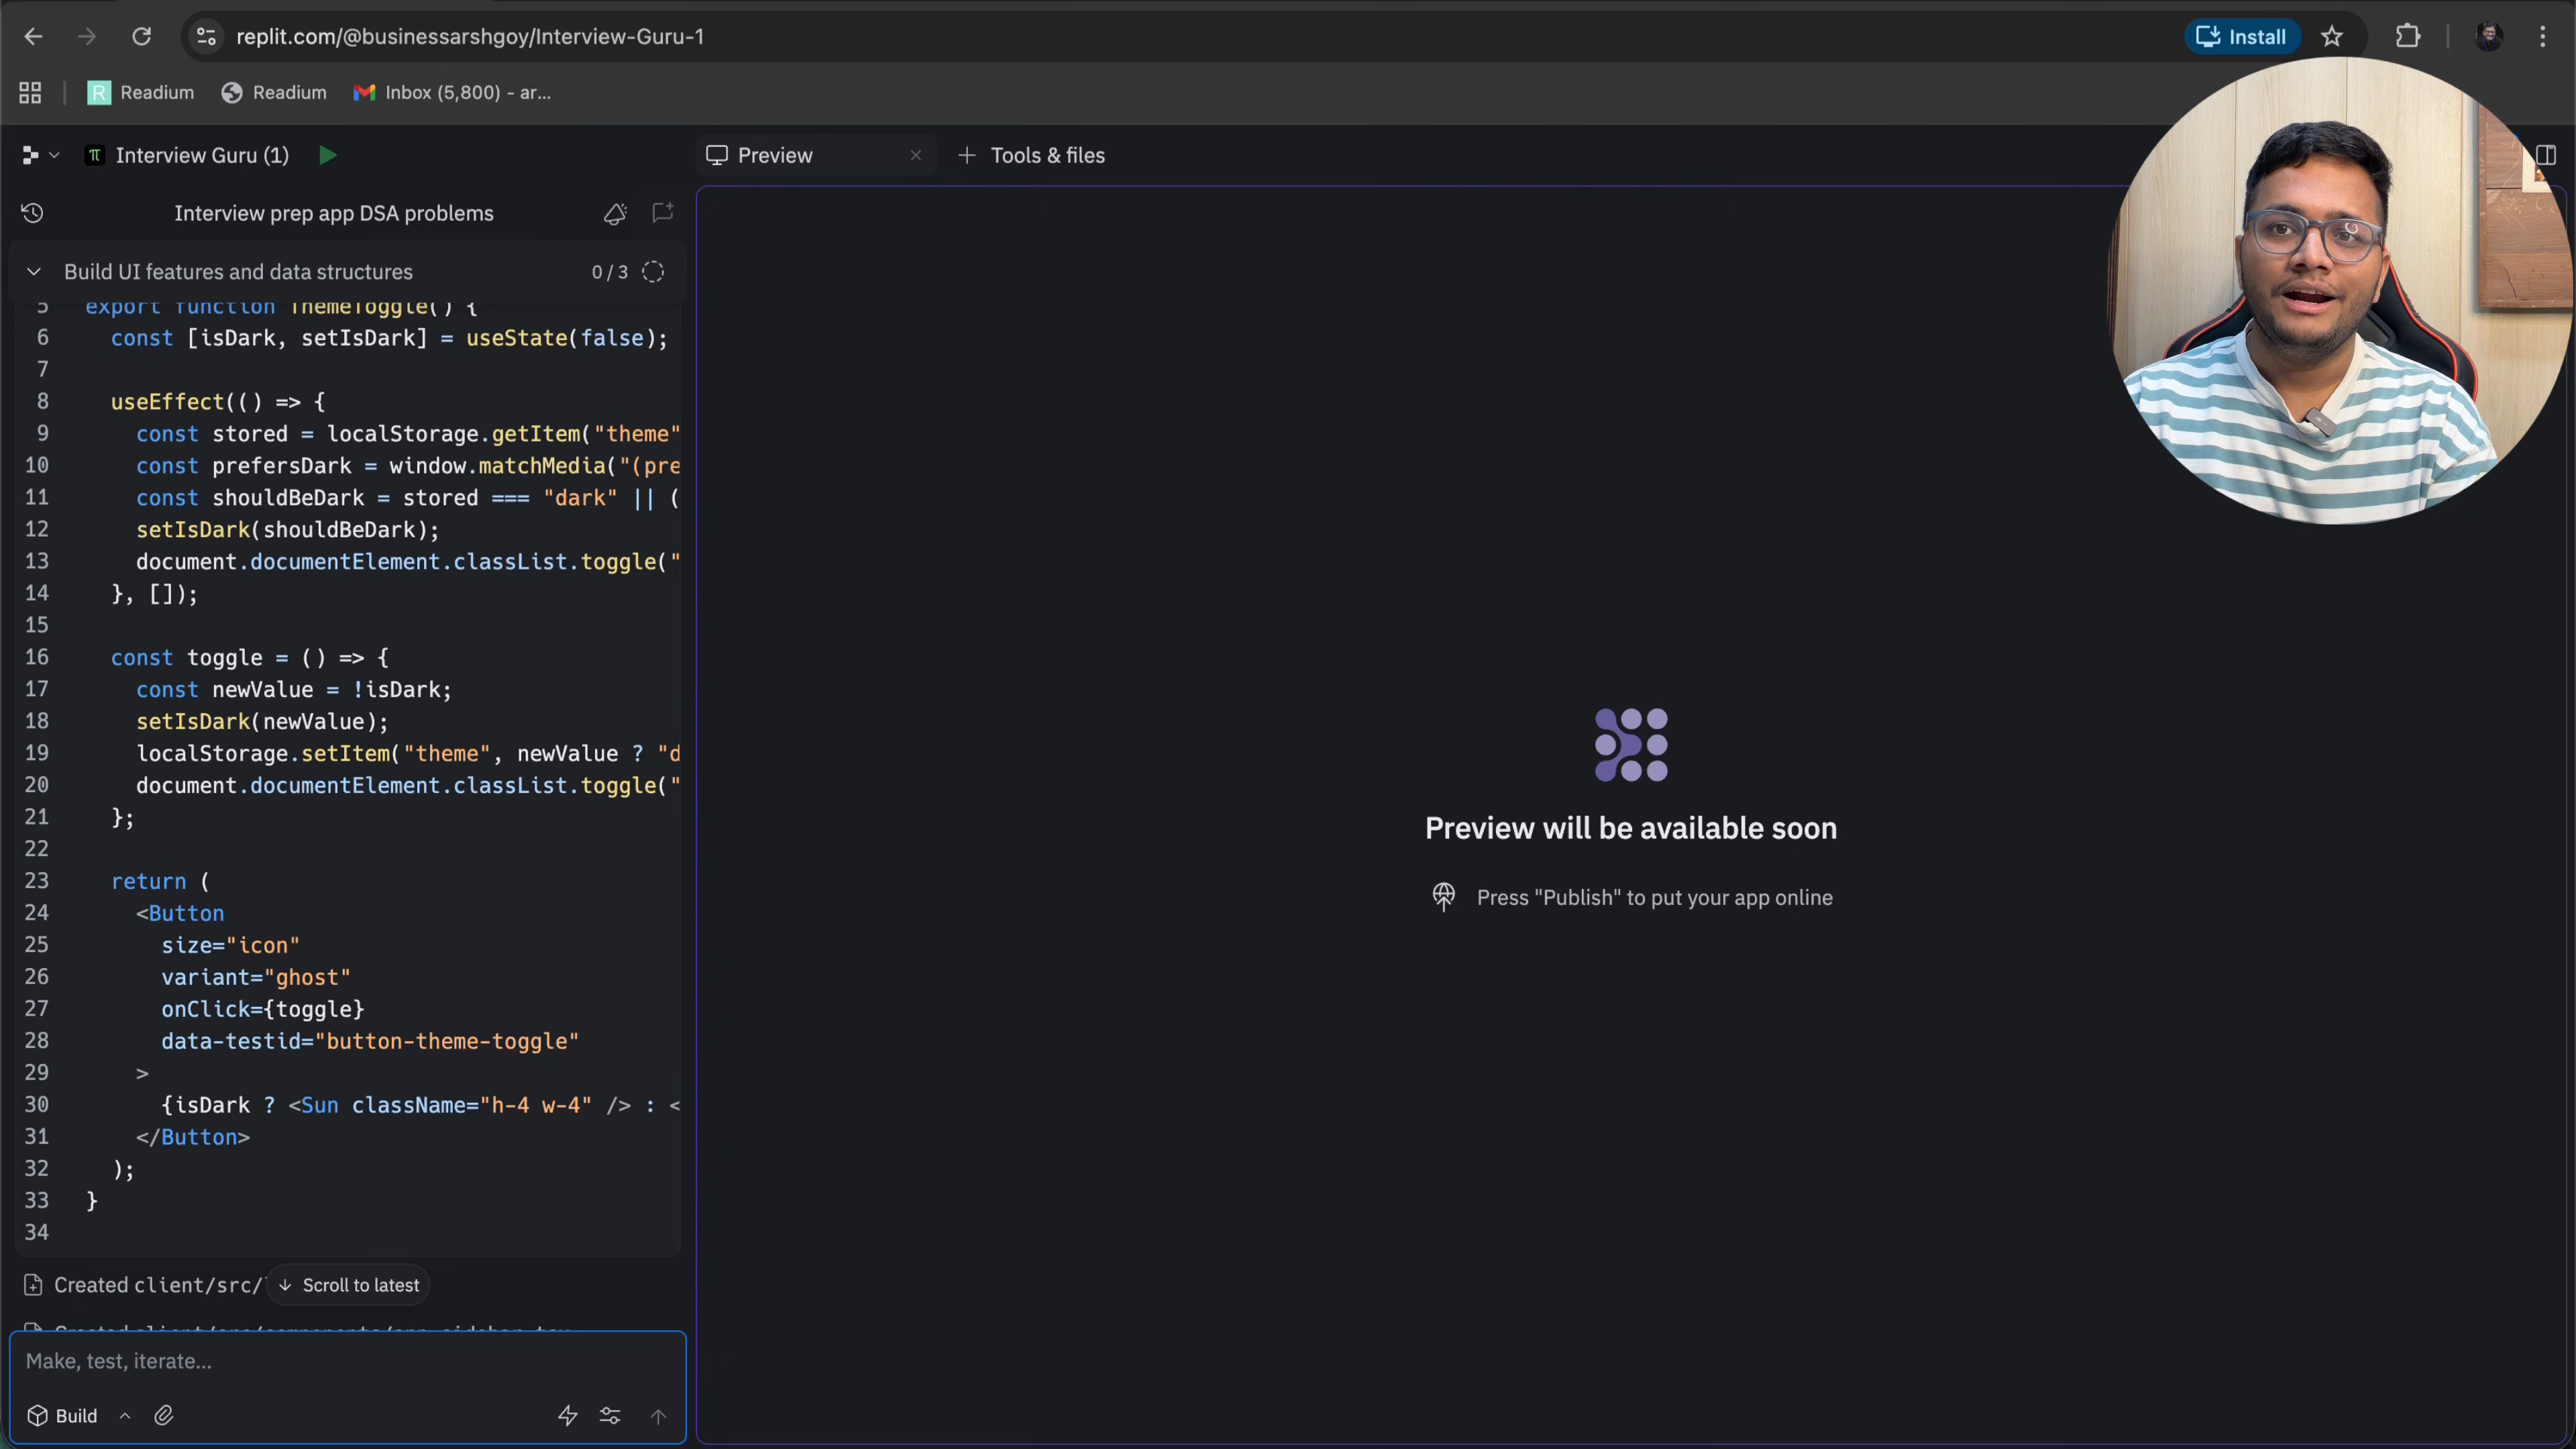 replit.com/@businessarshgoy/Interview-Guru-1
Install
R Readium
Readium
Inbox (5,800) - ar...
π Interview Guru (1)
Preview
Tools & files
Interview prep app DSA problems
Build UI features and data structures 0 / 3
5 export function ThemeToggle() {
6 const [isDark, setIsDark] = useState(false);
7
8 useEffect(() => {
9 const stored = localStorage.getItem("theme"
10 const prefersDark = window.matchMedia("(pre
11 const shouldBeDark = stored === "dark" || (
12 setIsDark(shouldBeDark);
13 document.documentElement.classList.toggle("
14 }, []);
15
16 const toggle = () => {
17 const newValue = !isDark;
18 setIsDark(newValue);
19 localStorage.setItem("theme", newValue ? "d
20 document.documentElement.classList.toggle("
21 };
22
23 return (
24 <Button
25 size="icon"
26 variant="ghost"
27 onClick={toggle}
28 data-testid="button-theme-toggle"
29 >
30 {isDark ? <Sun className="h-4 w-4" /> : <
31 </Button>
32 );
33 }
34
Created client/src/
Scroll to latest
Make, test, iterate...
Build
Preview will be available soon
Press "Publish" to put your app online